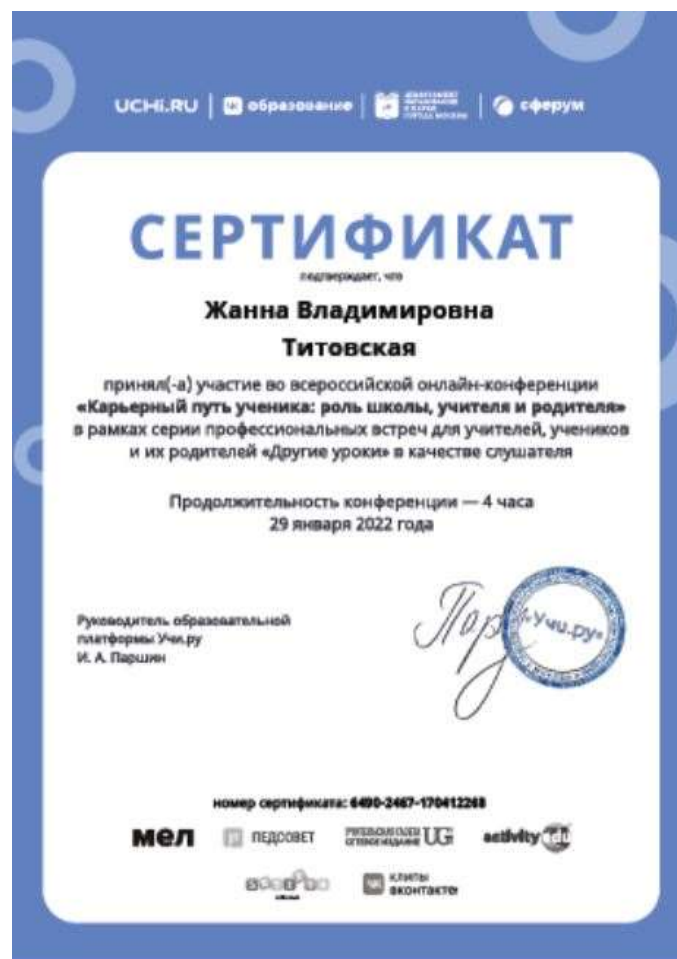 UCHi.RU образование сферум
СЕРТИФИКАТ
подтверждает, что
Жанна Владимировна
Титовская
принял(-а) участие во всероссийской онлайн-конференции
«Карьерный путь ученика: роль школы, учителя и родителя»
в рамках серии профессиональных встреч для учителей, учеников
и их родителей «Другие уроки» в качестве слушателя
Продолжительность конференции — 4 часа
29 января 2022 года
Руководитель образовательной
платформы Учи.ру
И. А. Паршин
«Учи.ру»
номер сертификата: 6490-2467-170412268
мел ПЕДСОВЕТ UG activity edu
клипы
вконтакте